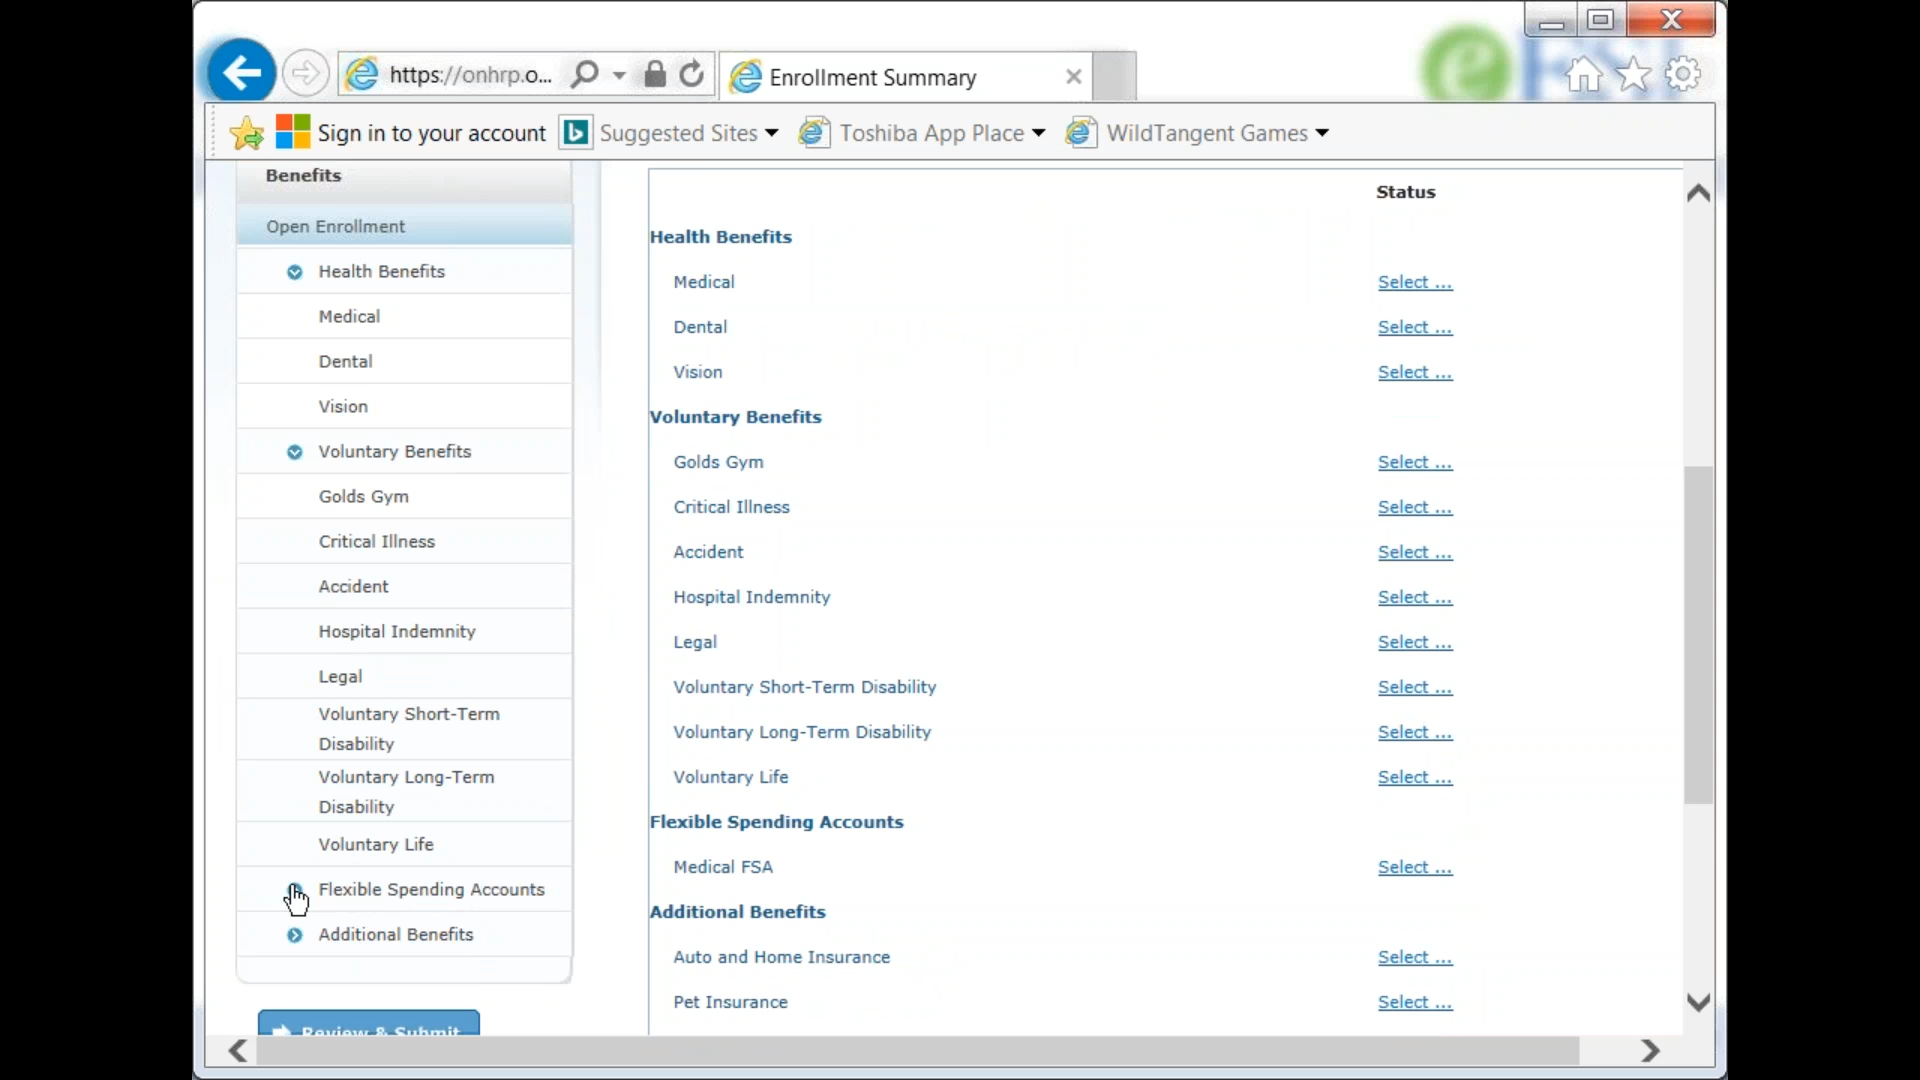 https://onhrp.o...
Enrollment Summary
Sign in to your account
Suggested Sites
Toshiba App Place
WildTangent Games
Benefits
Open Enrollment
Health Benefits
Medical
Dental
Vision
Voluntary Benefits
Golds Gym
Critical Illness
Accident
Hospital Indemnity
Legal
Voluntary Short-Term
Disability
Voluntary Long-Term
Disability
Voluntary Life
Flexible Spending Accounts
Additional Benefits
Review & Submit
Status
Health Benefits
Medical Select ...
Dental Select ...
Vision Select ...
Voluntary Benefits
Golds Gym Select ...
Critical Illness Select ...
Accident Select ...
Hospital Indemnity Select ...
Legal Select ...
Voluntary Short-Term Disability Select ...
Voluntary Long-Term Disability Select ...
Voluntary Life Select ...
Flexible Spending Accounts
Medical FSA Select ...
Additional Benefits
Auto and Home Insurance Select ...
Pet Insurance Select ...